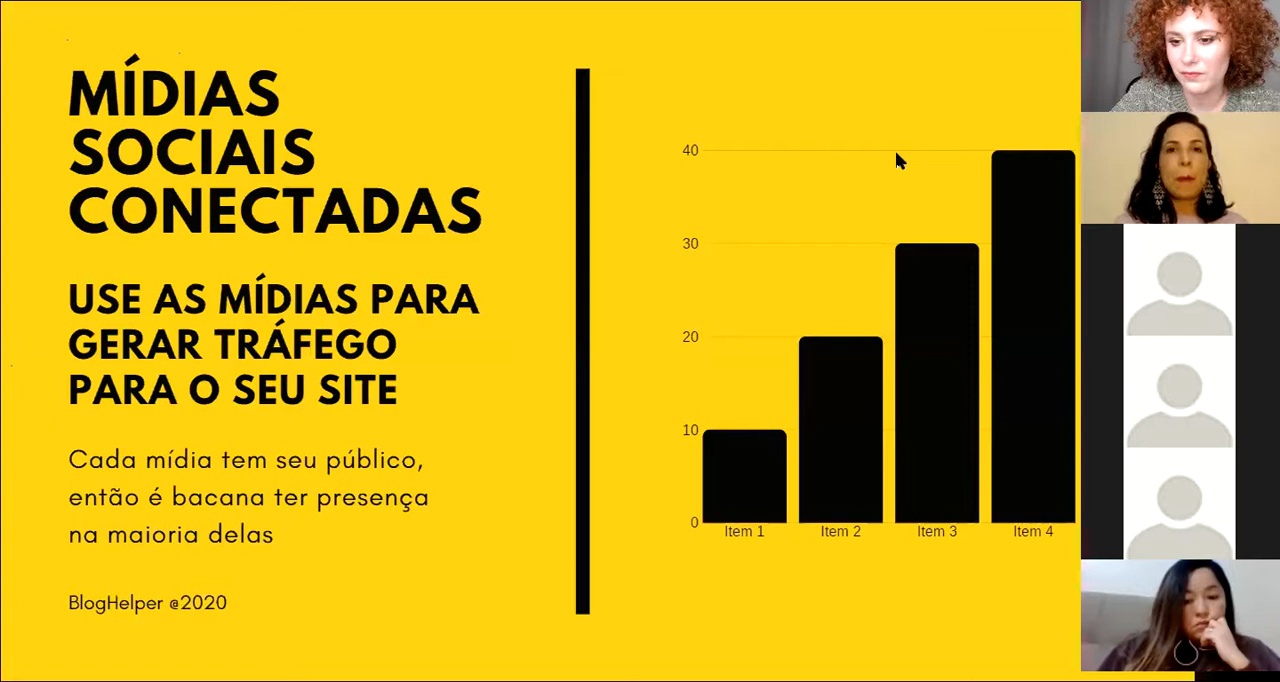 MÍDIAS
SOCIAIS
CONECTADAS
USE AS MÍDIAS PARA
GERAR TRÁFEGO
PARA O SEU SITE
Cada mídia tem seu público,
então é bacana ter presença
na maioria delas
BlogHelper @2020
40
30
20
10
0
Item 1 Item 2 Item 3 Item 4